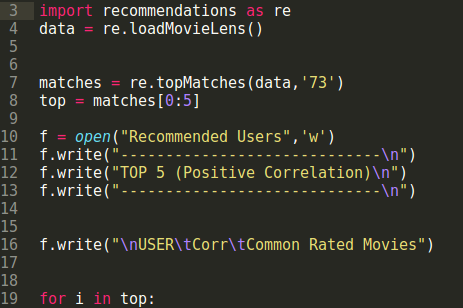 3 import recommendations as re
4 data = re.loadMovieLens()
5
6
7 matches = re.topMatches(data,'73')
8 top = matches[0:5]
9
10 f = open("Recommended Users",'w')
11 f.write("-----------------------------\n")
12 f.write("TOP 5 (Positive Correlation)\n")
13 f.write("-----------------------------\n")
14
15
16 f.write("\nUSER\tCorr\tCommon Rated Movies")
17
18
19 for i in top: